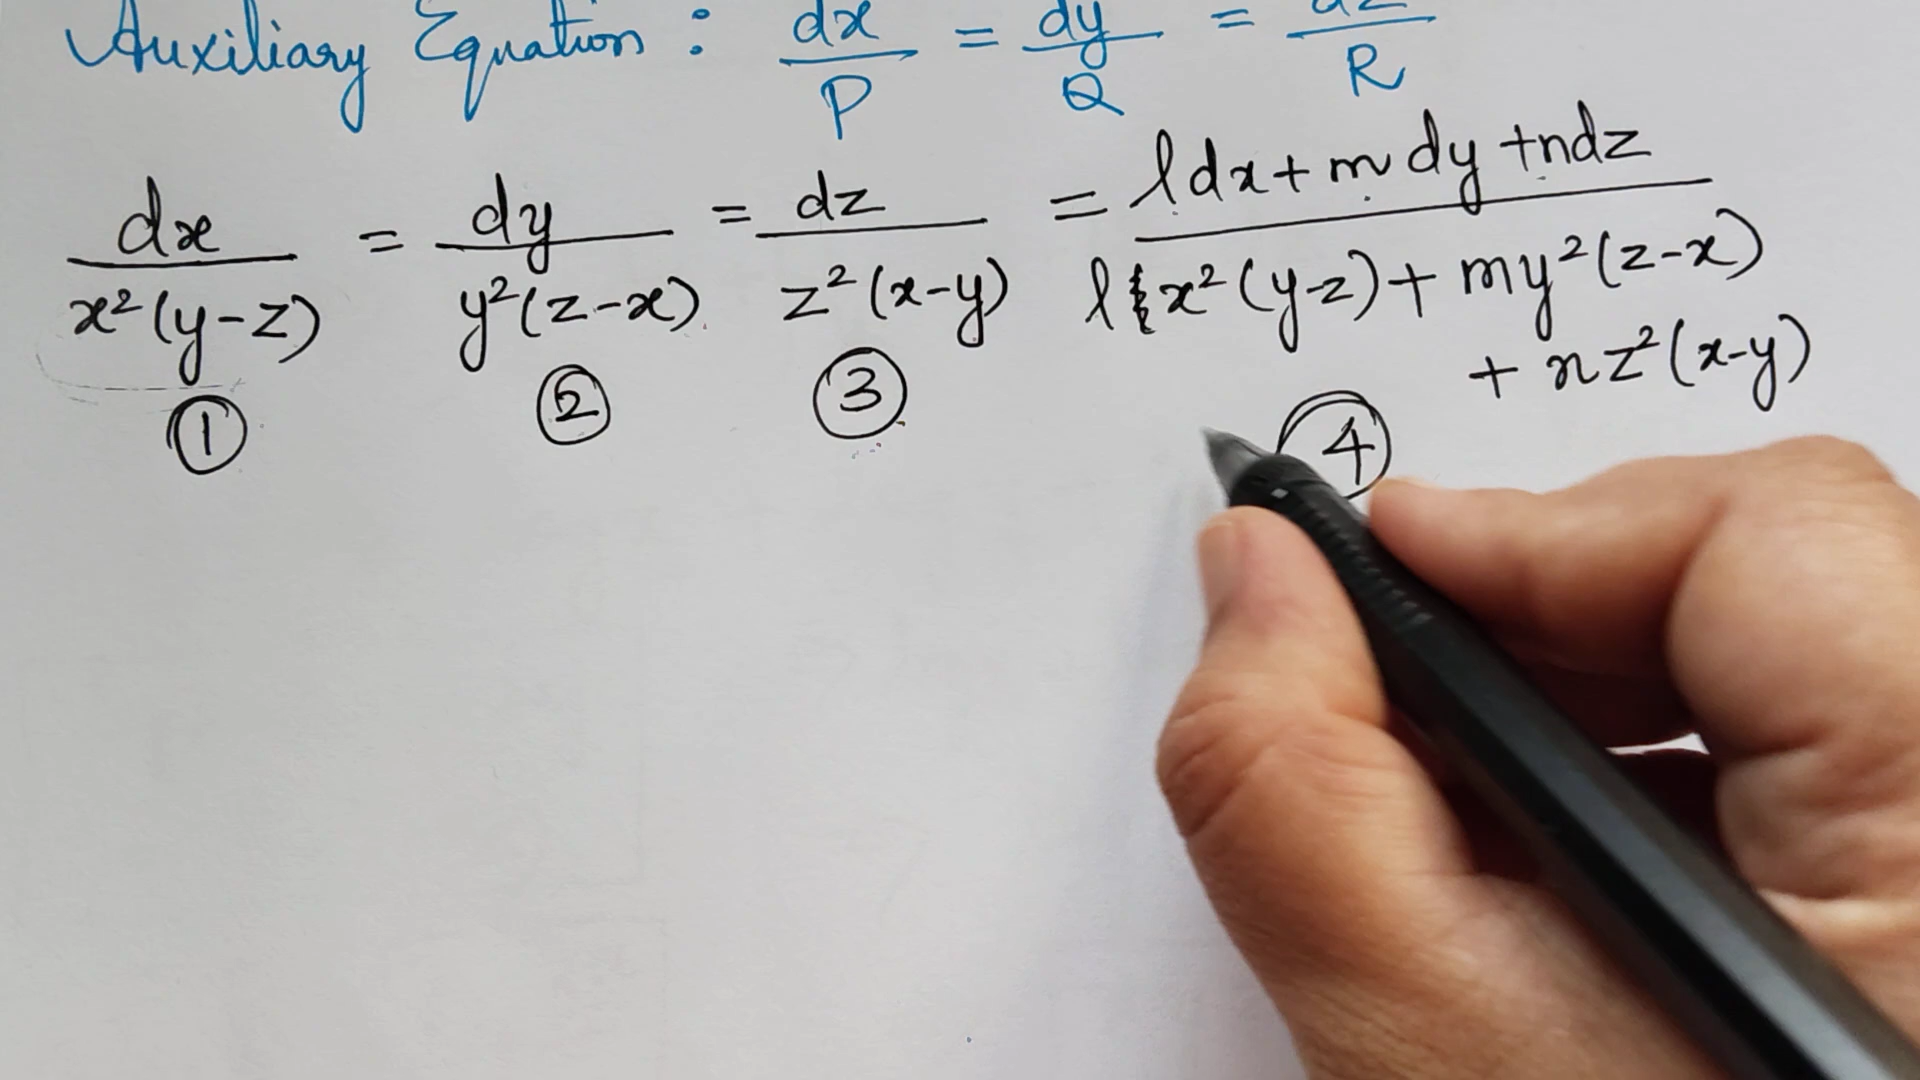 Auxiliary Equation : dx/P = dy/Q = dz/R
dx/x²(y-z) = dy/y²(z-x) = dz/z²(x-y) = ldx+mdy+ndz/lx²(y-z)+my²(z-x)
+nz²(x-y)
① ② ③ ④